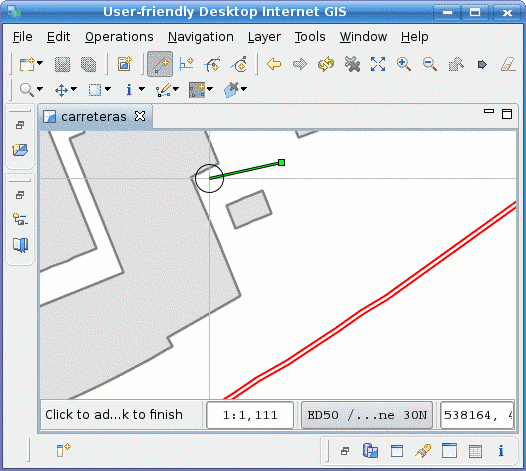 User-friendly Desktop Internet GIS
File Edit Operations Navigation Layer Tools Window Help
carreteras
Click to ad...k to finish 1:1,111 ED50 /...ne 30N 538164,